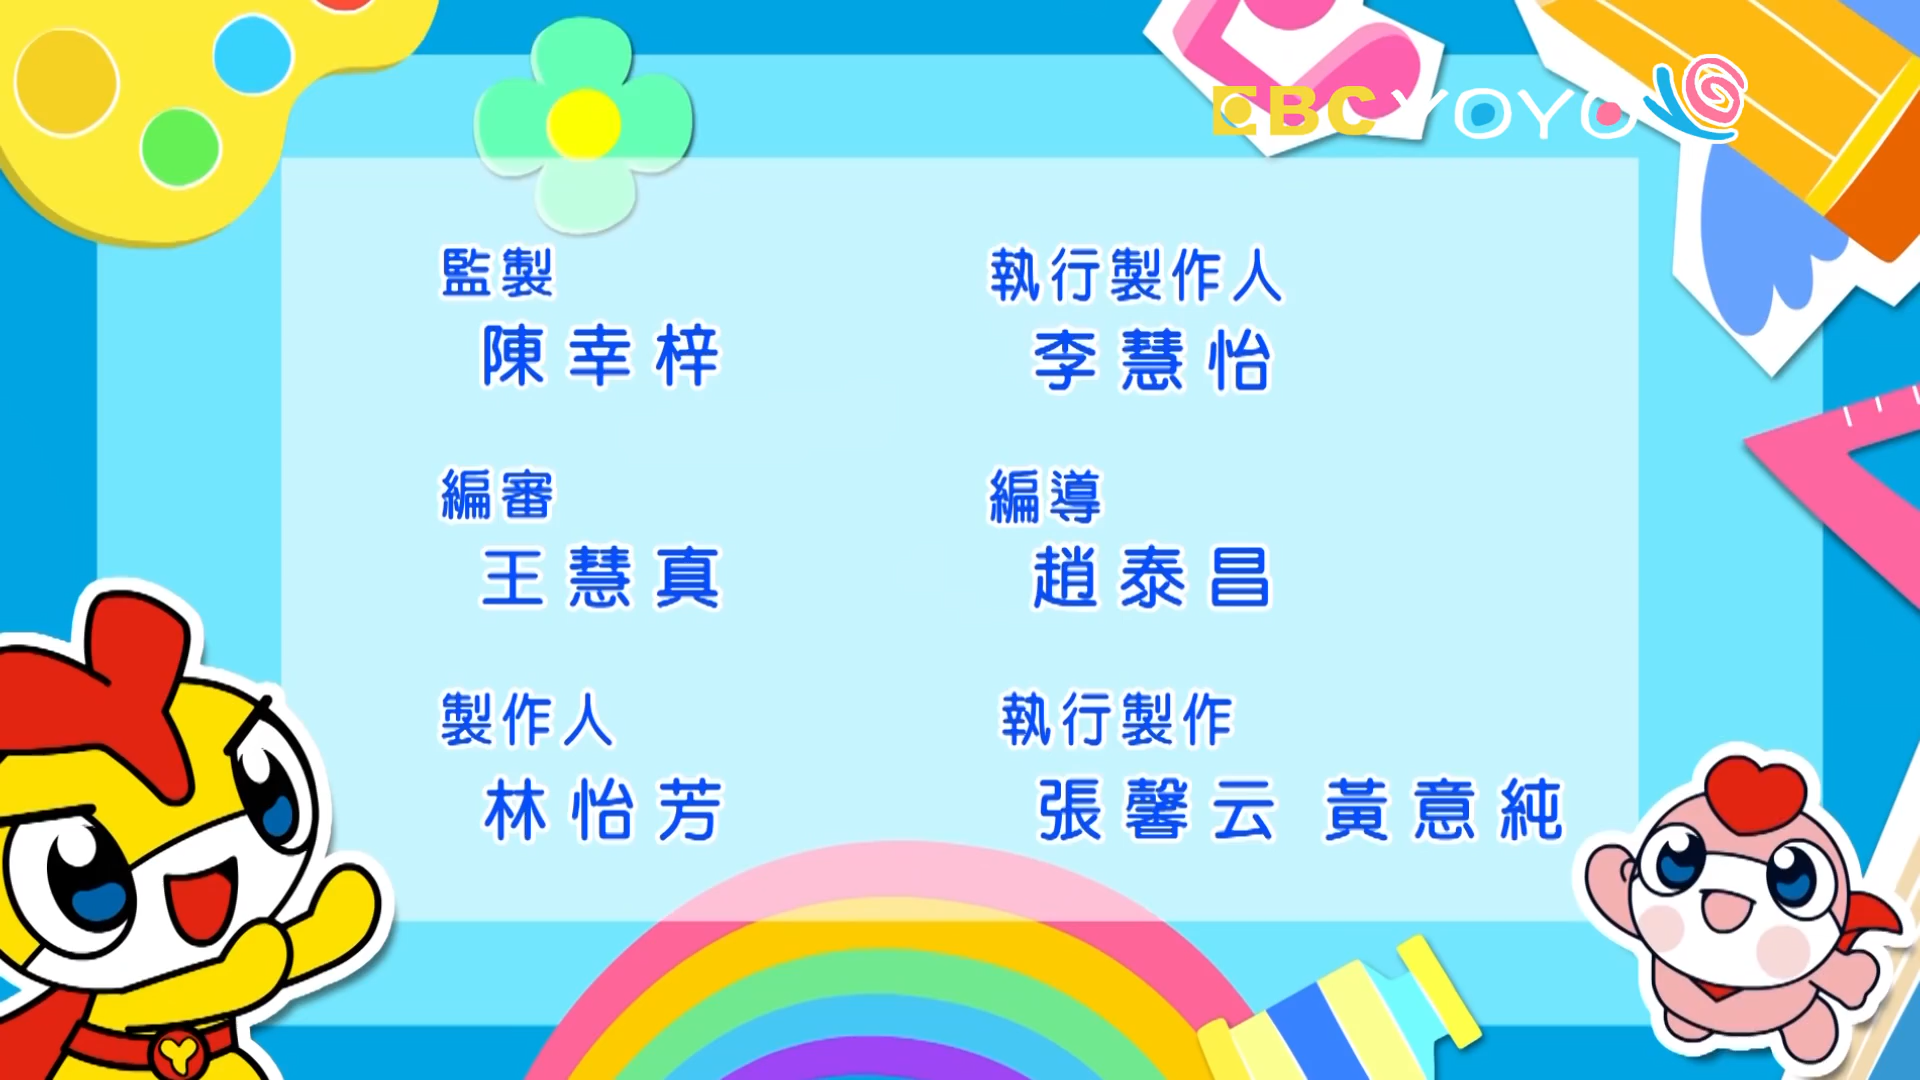 EBC YOYO
監製
陳幸梓
執行製作人
李慧怡
編審
王慧真
編導
趙泰昌
製作人
林怡芳
執行製作
張馨云 黃意純
Y